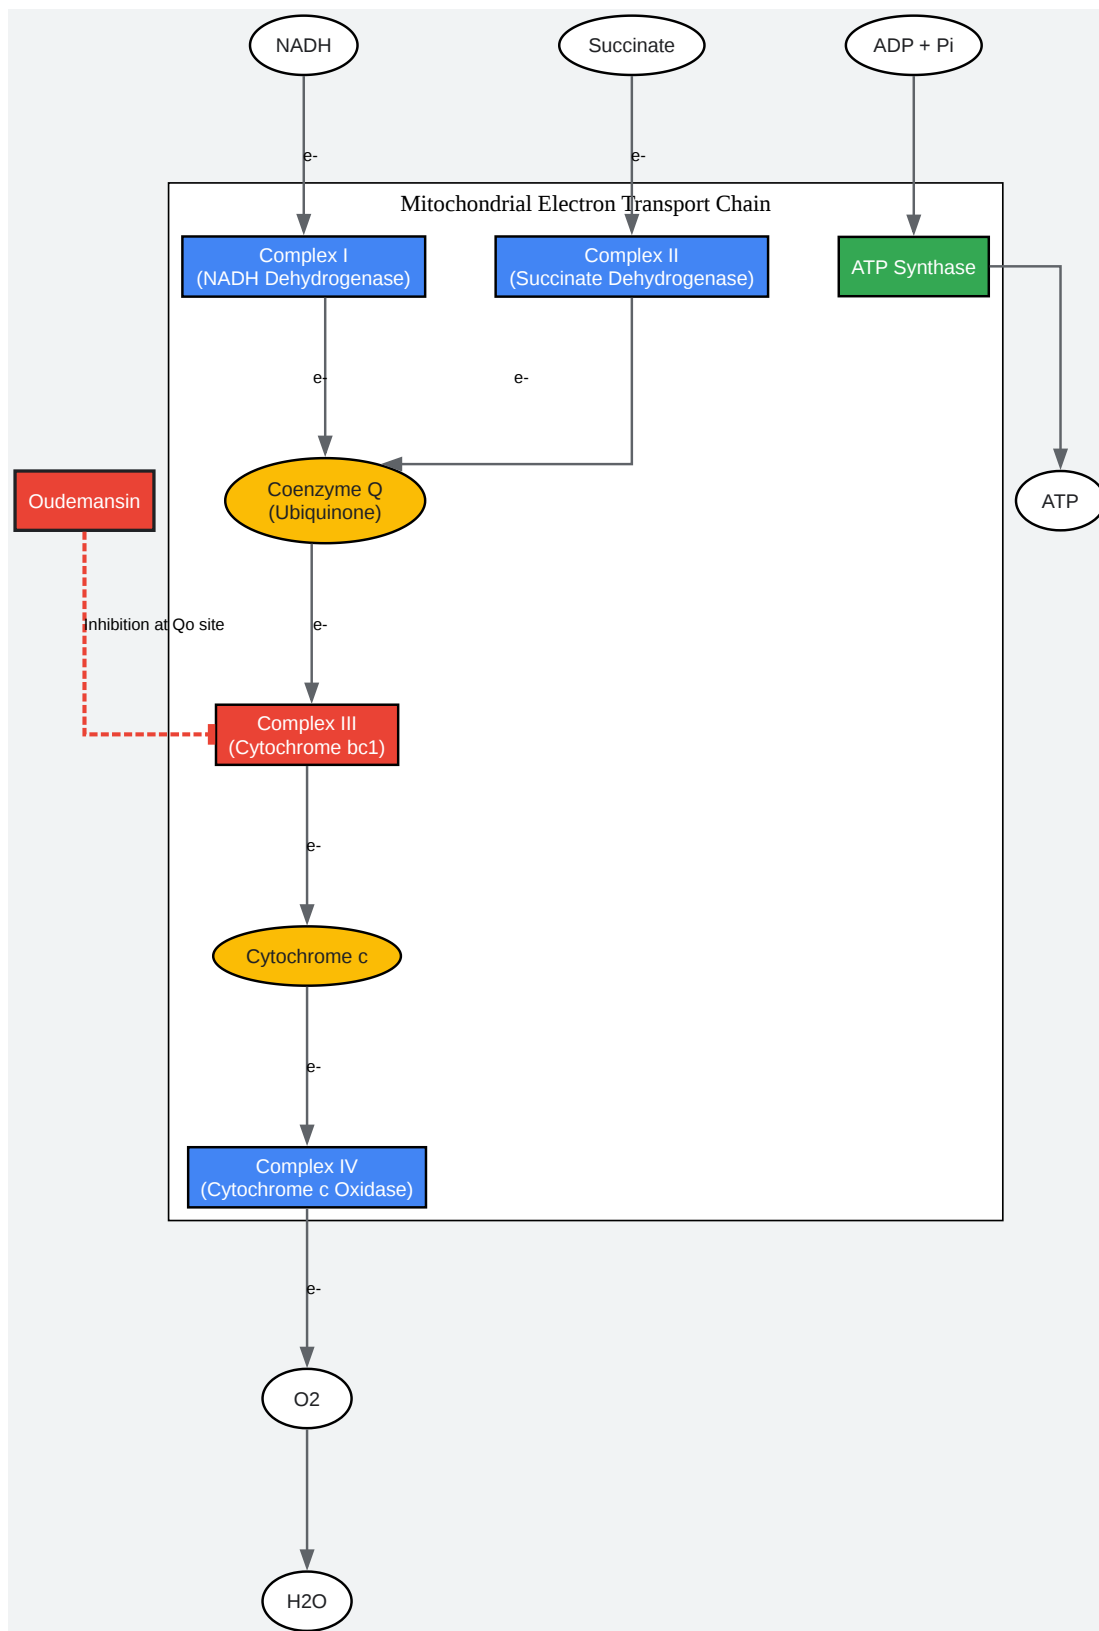 NADH
Succinate
ADP + Pi
e-
e-
Mitochondrial Electron Transport Chain
Complex I
(NADH Dehydrogenase)
Complex II
(Succinate Dehydrogenase)
ATP Synthase
e-
e-
Oudemansin
Coenzyme Q
(Ubiquinone)
ATP
Inhibition at Qo site
e-
Complex III
(Cytochrome bc1)
e-
Cytochrome c
e-
Complex IV
(Cytochrome c Oxidase)
e-
O2
H2O